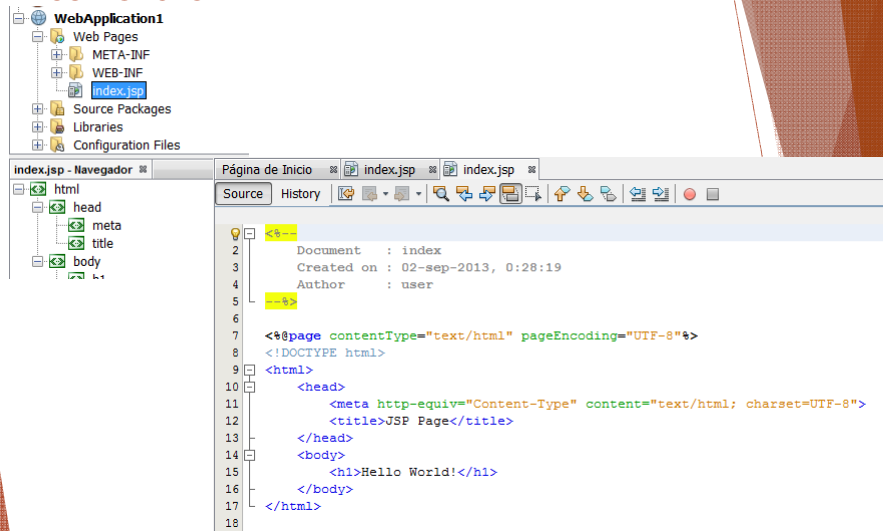 WebApplication1
Web Pages
META-INF
WEB-INF
index.jsp
Source Packages
Libraries
Configuration Files
index.jsp - Navegador
html
head
meta
title
body
Página de Inicio index.jsp index.jsp
Source History
<%--
2 Document : index
3 Created on : 02-sep-2013, 0:28:19
4 Author : user
5 --%>
6
7 <%@page contentType="text/html" pageEncoding="UTF-8"%>
8 <!DOCTYPE html>
9 <html>
10 <head>
11 <meta http-equiv="Content-Type" content="text/html; charset=UTF-8">
12 <title>JSP Page</title>
13 </head>
14 <body>
15 <h1>Hello World!</h1>
16 </body>
17 </html>
18